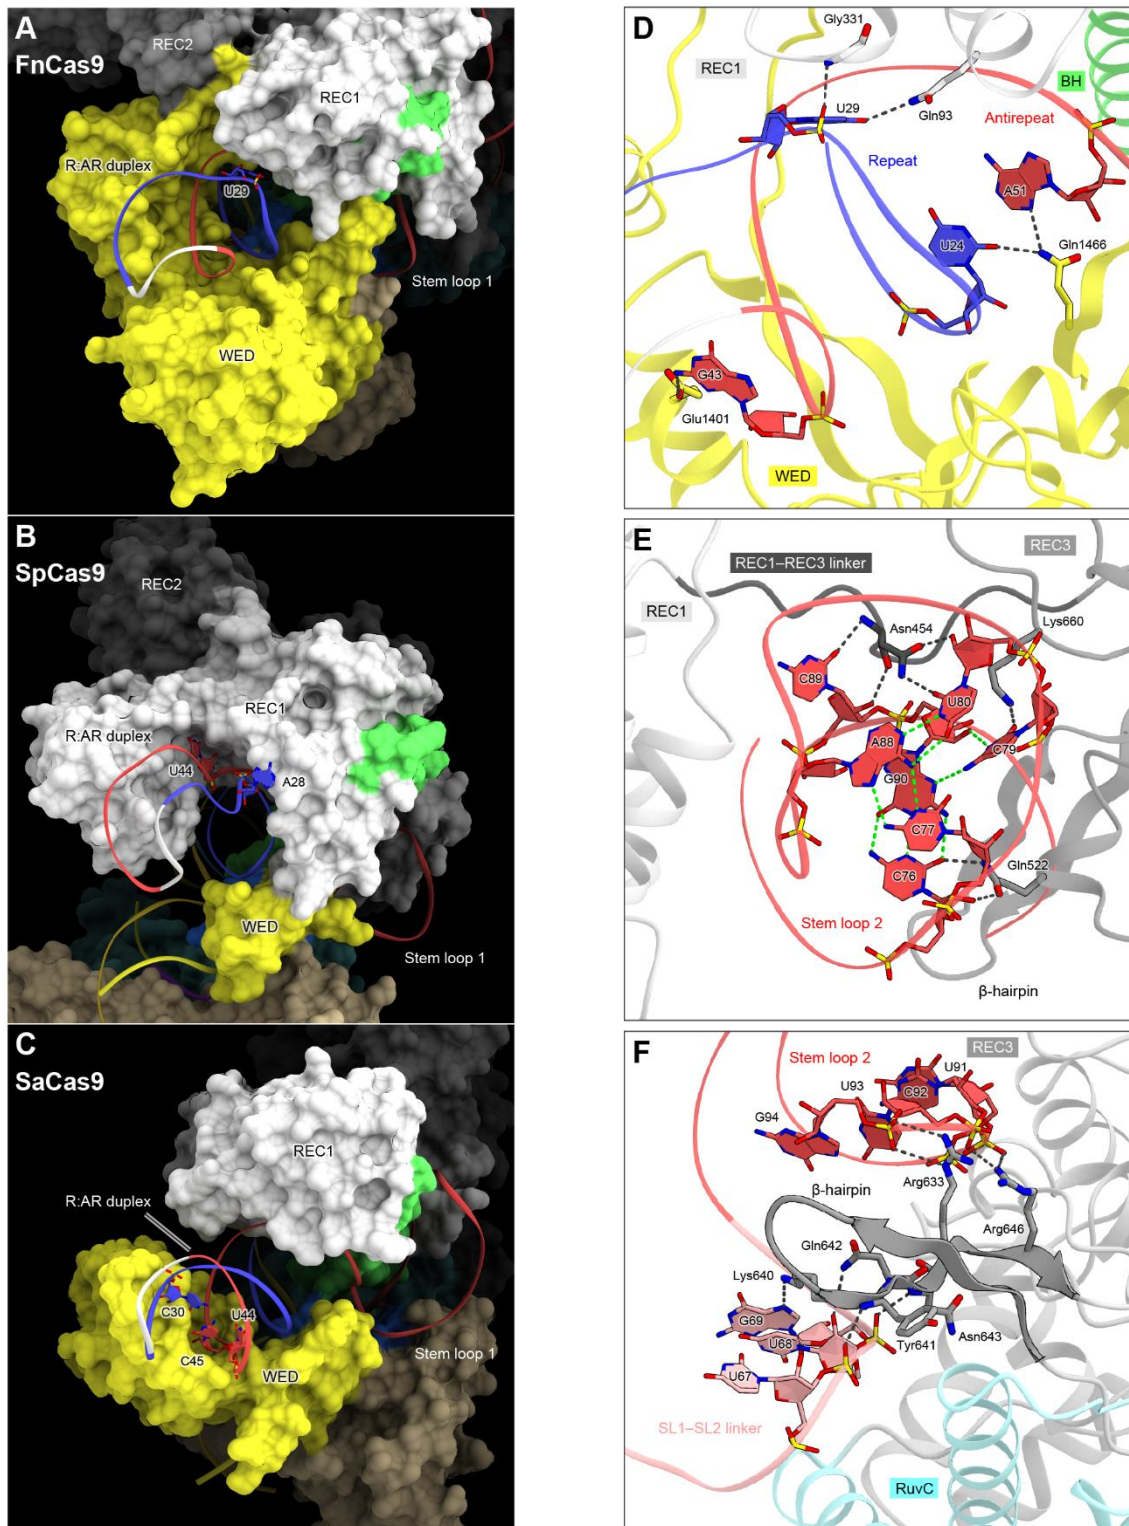 A
FnCas9
REC2
REC1
R:AR duplex
U29
Stem loop 1
WED
B
SpCas9
REC2
REC1
R:AR duplex
U44
A28
WED
Stem loop 1
C
SaCas9
REC1
R:AR duplex
C30
U44
C45
WED
Stem loop 1
D
Gly331
REC1
BH
U29
Gln93
Antirepeat
Repeat
A51
U24
Gln1466
G43
Glu1401
WED
E
REC3
REC1–REC3 linker
REC1
Asn454
Lys660
C89
U80
A88
C79
G90
C77
C76
Gln522
Stem loop 2
β-hairpin
F
Stem loop 2
REC3
U91
U93
C92
G94
Arg633
β-hairpin
Arg646
Gln642
Lys640
G69
U68
Asn643
Tyr641
U67
SL1–SL2 linker
RuvC